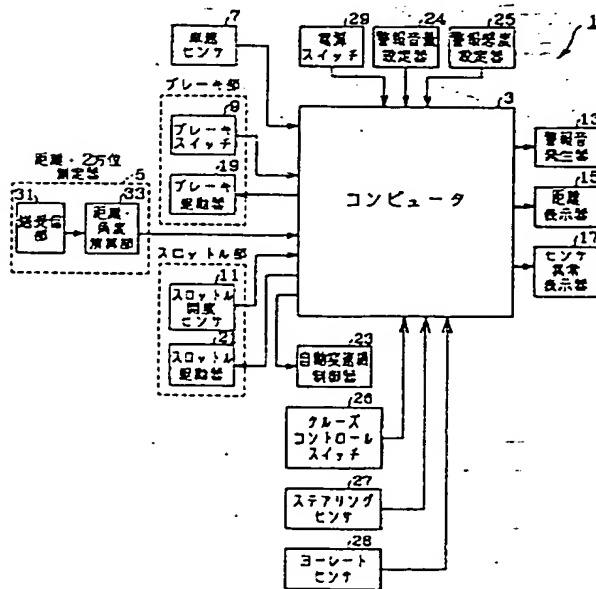 1
7
車速
センサ
29
電源
スイッチ
24
警報音量
設定器
25
警報感度
設定器
3
コンピュータ
ブレーキ部
9
ブレーキ
スイッチ
19
ブレーキ
駆動器
距離・2方位
測定器
5
31
送受信
部
33
距離・
角度
演算部
スロットル部
11
スロットル
開度
センサ
21
スロットル
駆動器
13
警報音
発生器
15
距離
表示器
17
センサ
異常
表示器
23
自動変速機
制御器
26
クルーズ
コントロール
スイッチ
27
ステアリング
センサ
28
ヨーレート
センサ